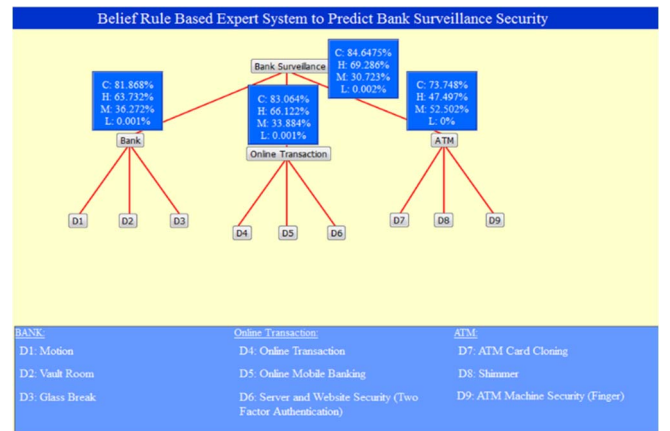 Belief Rule Based Expert System to Predict Bank Surveillance Security
C: 84.6475%
H: 69.286%
M: 30.723%
L: 0.002%
Bank Surveillance
C: 81.868%
H: 63.732%
M: 36.272%
L: 0.001%
C: 83.064%
H: 66.122%
M: 33.884%
L: 0.001%
C: 73.748%
H: 47.497%
M: 52.502%
L: 0%
Bank
Online Transaction
ATM
D1
D2
D3
D4
D5
D6
D7
D8
D9
BANK:
D1: Motion
D2: Vault Room
D3: Glass Break
Online Transaction:
D4: Online Transaction
D5: Online Mobile Banking
D6: Server and Website Security (Two
Factor Authentication)
ATM:
D7: ATM Card Cloning
D8: Shimmer
D9: ATM Machine Security (Finger)